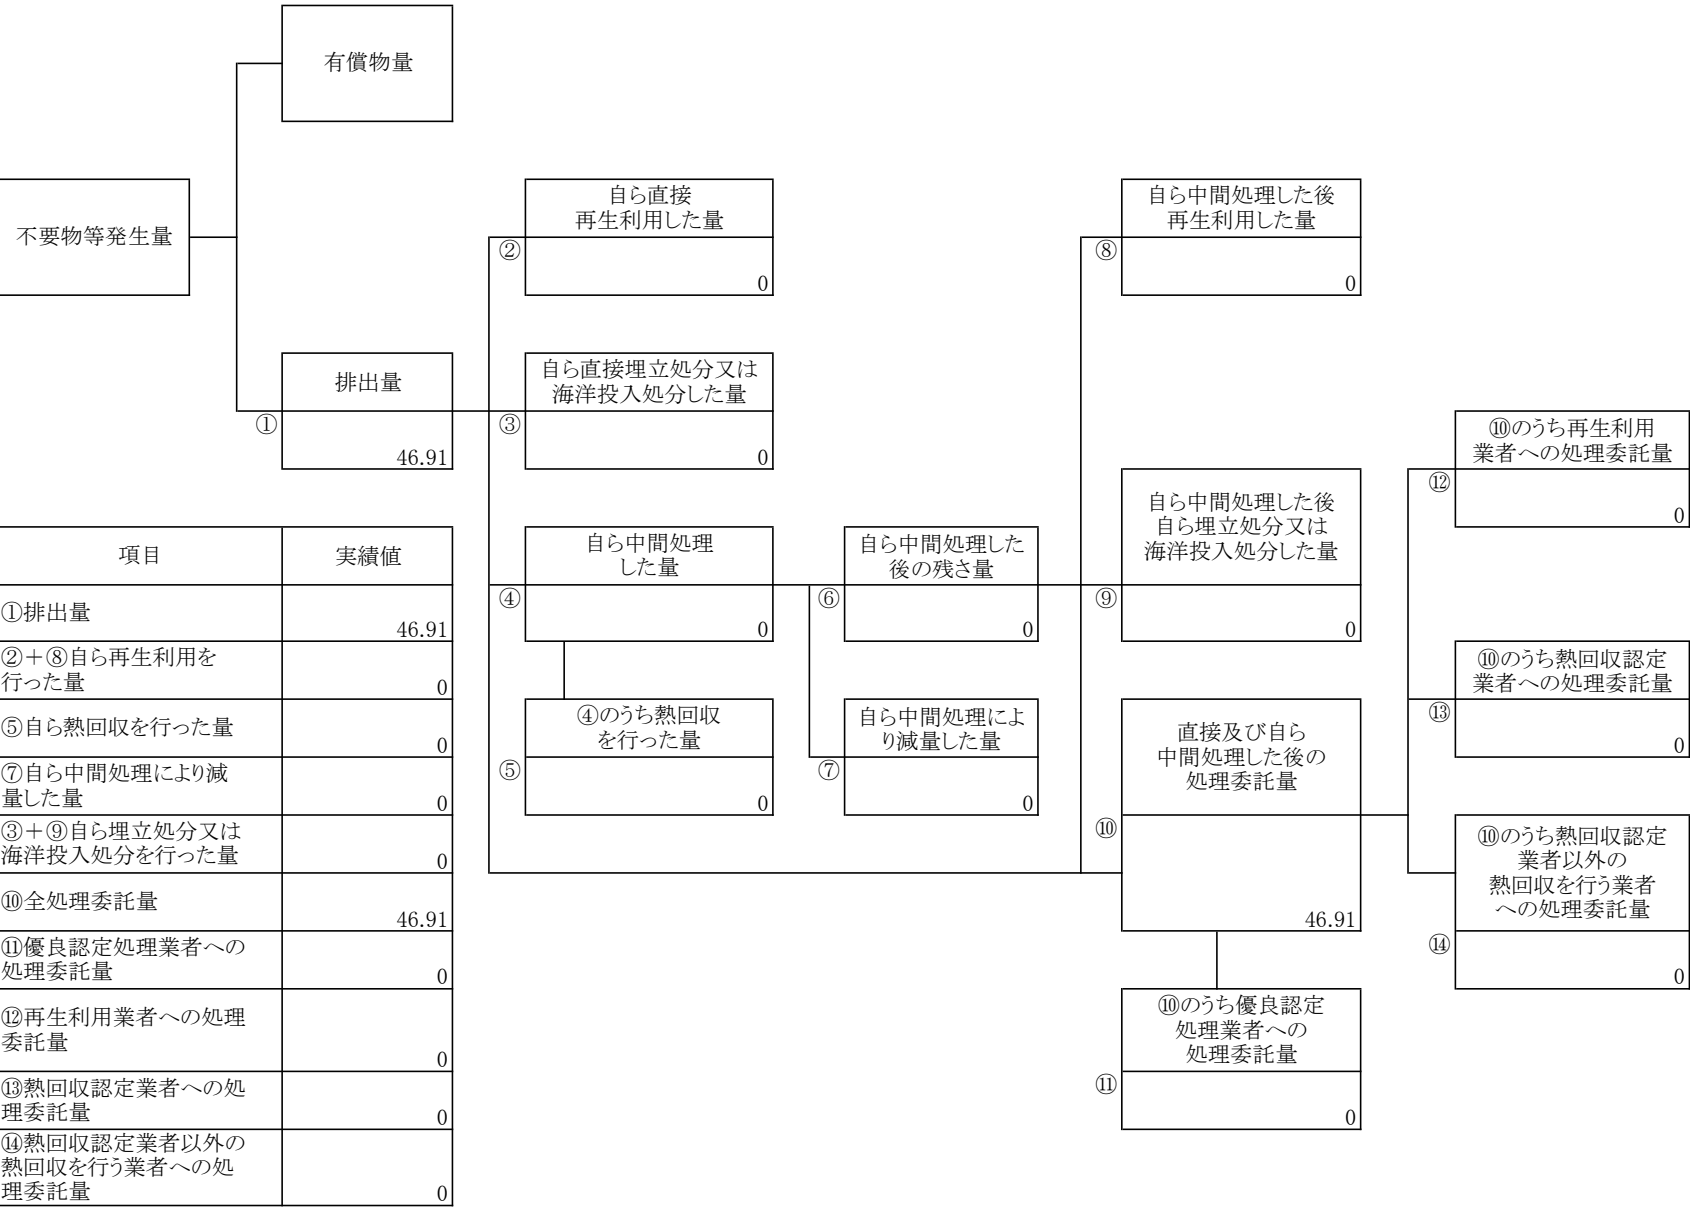 有償物量
不要物等発生量
自ら直接
再生利用した量
②
0
自ら中間処理した後
再生利用した量
⑧
0
排出量
①
46.91
自ら直接埋立処分又は
海洋投入処分した量
③
0
⑩のうち再生利用
業者への処理委託量
⑫
0
自ら中間処理した後
自ら埋立処分又は
海洋投入処分した量
⑨
0
自ら中間処理
した量
④
0
自ら中間処理した
後の残さ量
⑥
0
⑩のうち熱回収認定
業者への処理委託量
⑬
0
④のうち熱回収
を行った量
⑤
0
自ら中間処理によ
り減量した量
⑦
0
直接及び自ら
中間処理した後の
処理委託量
⑩
46.91
⑩のうち熱回収認定
業者以外の
熱回収を行う業者
への処理委託量
⑭
0
⑩のうち優良認定
処理業者への
処理委託量
⑪
0
項目 実績値
①排出量
46.91
②＋⑧自ら再生利用を
行った量
0
⑤自ら熱回収を行った量
0
⑦自ら中間処理により減
量した量
0
③＋⑨自ら埋立処分又は
海洋投入処分を行った量
0
⑩全処理委託量
46.91
⑪優良認定処理業者への
処理委託量
0
⑫再生利用業者への処理
委託量
0
⑬熱回収認定業者への処
理委託量
0
⑭熱回収認定業者以外の
熱回収を行う業者への処
理委託量
0